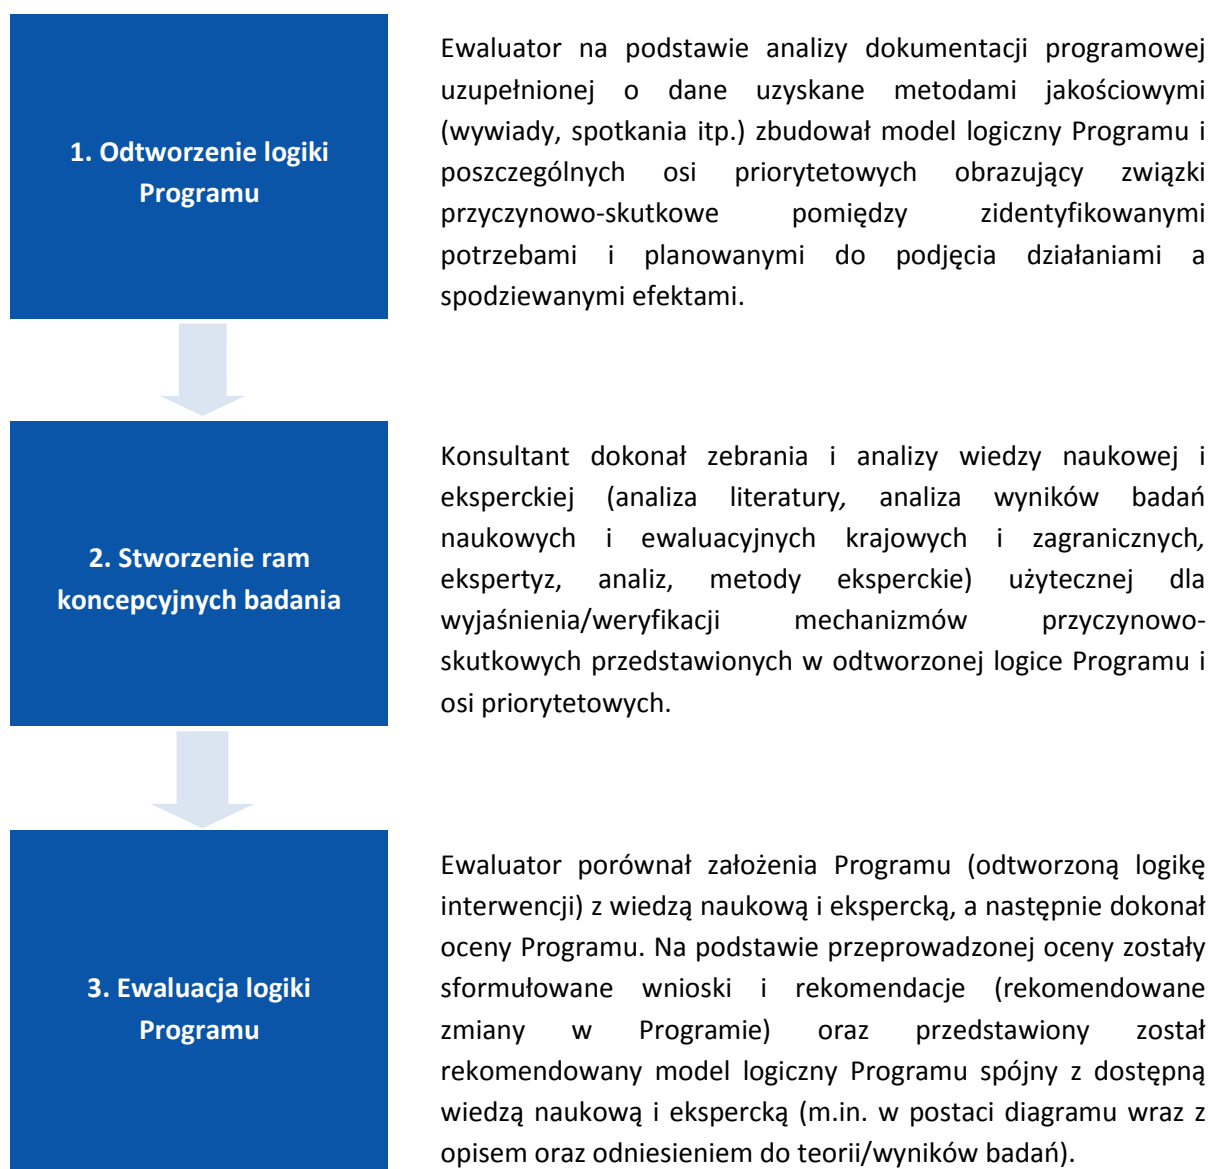 1. Odtworzenie logiki
Programu
Ewaluator na podstawie analizy dokumentacji programowej
uzupełnionej o dane uzyskane metodami jakościowymi
(wywiady, spotkania itp.) zbudował model logiczny Programu i
poszczególnych osi priorytetowych obrazujący związki
przyczynowo-skutkowe pomiędzy zidentyfikowanymi
potrzebami i planowanymi do podjęcia działaniami a
spodziewanymi efektami.
2. Stworzenie ram
koncepcyjnych badania
Konsultant dokonał zebrania i analizy wiedzy naukowej i
eksperckiej (analiza literatury, analiza wyników badań
naukowych i ewaluacyjnych krajowych i zagranicznych,
ekspertyz, analiz, metody eksperckie) użytecznej dla
wyjaśnienia/weryfikacji mechanizmów przyczynowo-
skutkowych przedstawionych w odtworzonej logice Programu i
osi priorytetowych.
3. Ewaluacja logiki
Programu
Ewaluator porównał założenia Programu (odtworzoną logikę
interwencji) z wiedzą naukową i ekspercką, a następnie dokonał
oceny Programu. Na podstawie przeprowadzonej oceny zostały
sformułowane wnioski i rekomendacje (rekomendowane
zmiany w Programie) oraz przedstawiony został
rekomendowany model logiczny Programu spójny z dostępną
wiedzą naukową i ekspercką (m.in. w postaci diagramu wraz z
opisem oraz odniesieniem do teorii/wyników badań).